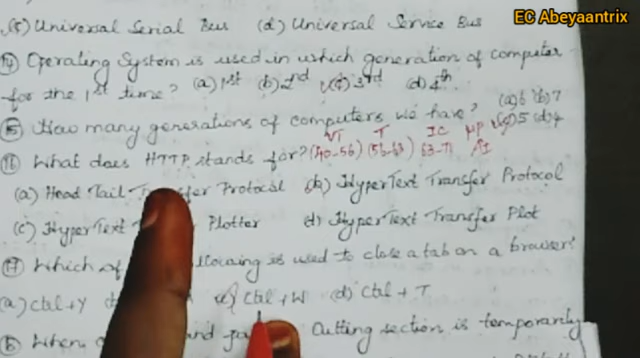 EC Abeyaantrix
(c) Universal Serial Bus (d) Universal Service Bus
(14) Operating System is used in which generation of computer
for the 1st time? (a) 1st (b) 2nd (c) 3rd (d) 4th
(15) How many generations of computers we have? (a) 6 (b) 7
(c) 5 (d) 4
VT T IC μP
(40-56) (56-63) 63-71 AI
(16) What does HTTP stands for?
(a) Head Tail Transfer Protocol (b) HyperText Transfer Protocol
(c) HyperText Plotter d) HyperText Transfer Plot
(17) Which of is used to close a tab on a browser?
(a) Ctrl+Y (c) Ctrl+W (d) Ctrl+T
When and Cutting section is temporarily